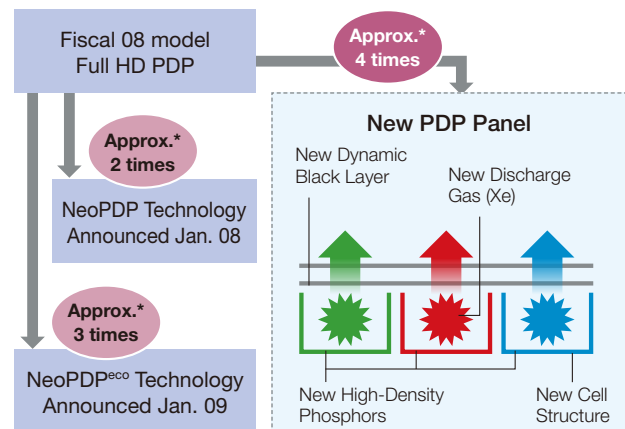 Fiscal 08 model
Full HD PDP
Approx.*
4 times
Approx.*
2 times
NeoPDP Technology
Announced Jan. 08
Approx.*
3 times
NeoPDPeco Technology
Announced Jan. 09
New PDP Panel
New Dynamic
Black Layer
New Discharge
Gas (Xe)
New High-Density
Phosphors
New Cell
Structure